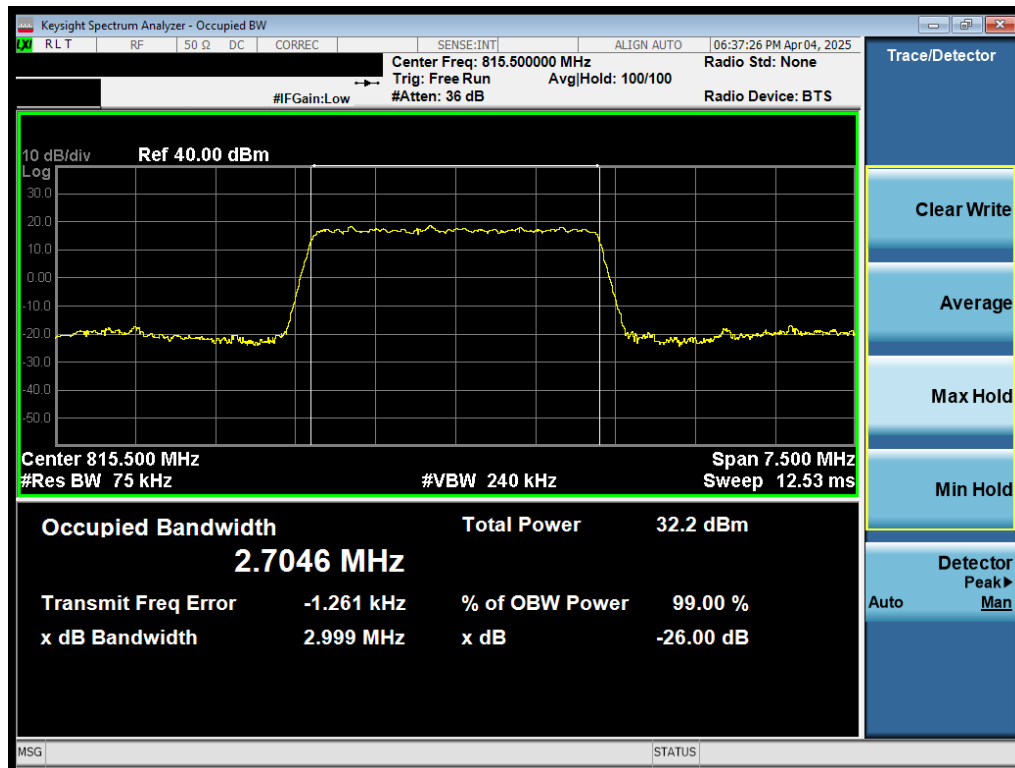 Keysight Spectrum Analyzer - Occupied BW
LXI RLT RF 50 Ω DC CORREC SENSE:INT ALIGN AUTO 06:37:26 PM Apr 04, 2025
Center Freq: 815.500000 MHz Radio Std: None
Trig: Free Run Avg|Hold: 100/100
#IFGain:Low #Atten: 36 dB Radio Device: BTS
10 dB/div Ref 40.00 dBm
Log
30.0
20.0
10.0
0.00
-10.0
-20.0
-30.0
-40.0
-50.0
Center 815.500 MHz Span 7.500 MHz
#Res BW 75 kHz #VBW 240 kHz Sweep 12.53 ms
Occupied Bandwidth Total Power 32.2 dBm
2.7046 MHz
Transmit Freq Error -1.261 kHz % of OBW Power 99.00 %
x dB Bandwidth 2.999 MHz x dB -26.00 dB
MSG STATUS
Trace/Detector
Clear Write
Average
Max Hold
Min Hold
Detector
Peak▶
Auto Man